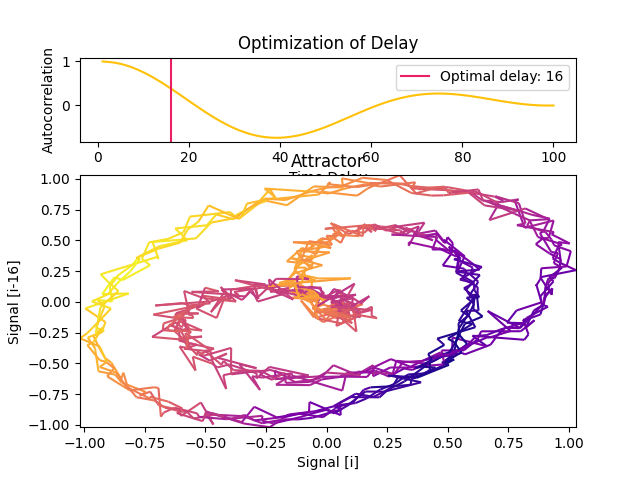 Optimization of Delay
Autocorrelation
1
0
Optimal delay: 16
0 20 40 60 80 100
Time Delay
Attractor
Signal [i-16]
1.00
0.75
0.50
0.25
0.00
−0.25
−0.50
−0.75
−1.00
−1.00 −0.75 −0.50 −0.25 0.00 0.25 0.50 0.75 1.00
Signal [i]